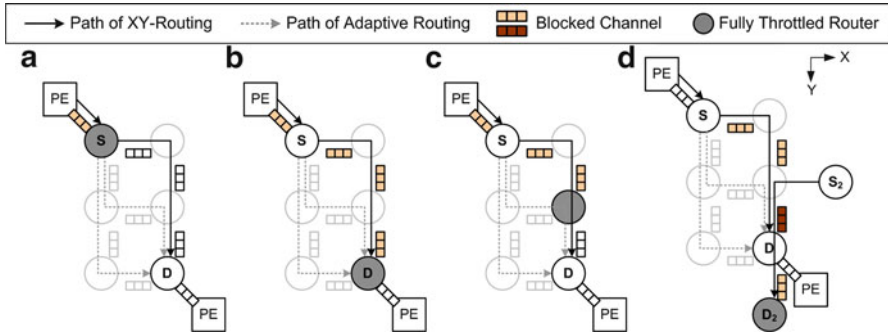 Path of XY-Routing Path of Adaptive Routing Blocked Channel Fully Throttled Router
a b c d
X
Y
PE PE PE PE
S S S S
S₂
D D D D
PE PE PE PE
D₂